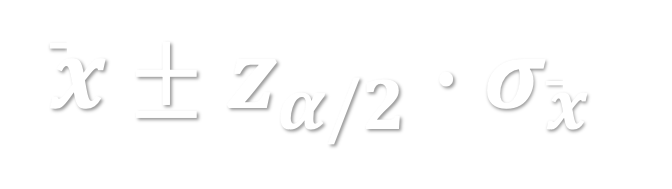 x̄ ± z_{α/2} · σ_x̄